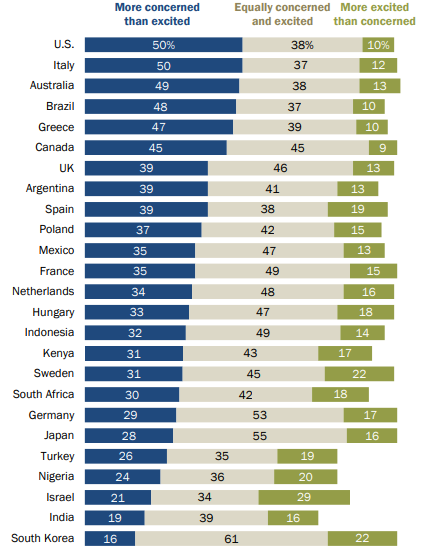 More concerned than excited Equally concerned and excited More excited than concerned
U.S. 50% 38% 10%
Italy 50 37 12
Australia 49 38 13
Brazil 48 37 10
Greece 47 39 10
Canada 45 45 9
UK 39 46 13
Argentina 39 41 13
Spain 39 38 19
Poland 37 42 15
Mexico 35 47 13
France 35 49 15
Netherlands 34 48 16
Hungary 33 47 18
Indonesia 32 49 14
Kenya 31 43 17
Sweden 31 45 22
South Africa 30 42 18
Germany 29 53 17
Japan 28 55 16
Turkey 26 35 19
Nigeria 24 36 20
Israel 21 34 29
India 19 39 16
South Korea 16 61 22